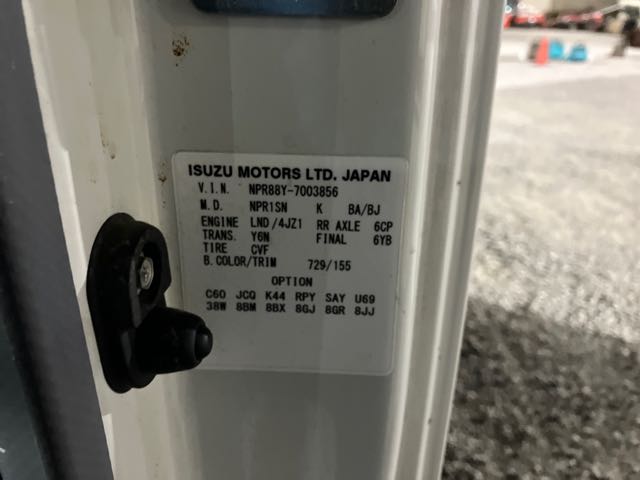 ISUZU MOTORS LTD. JAPAN
V.I.N. NPR88Y-7003856
M.D. NPR1SN K BA/BJ
ENGINE LND/4JZ1 RR AXLE 6CP
TRANS. Y6N FINAL 6YB
TIRE CVF
B.COLOR/TRIM 729/155
OPTION
C60 JCQ K44 RPY SAY U69
38W 8BM 8BX 8GJ 8GR 8JJ